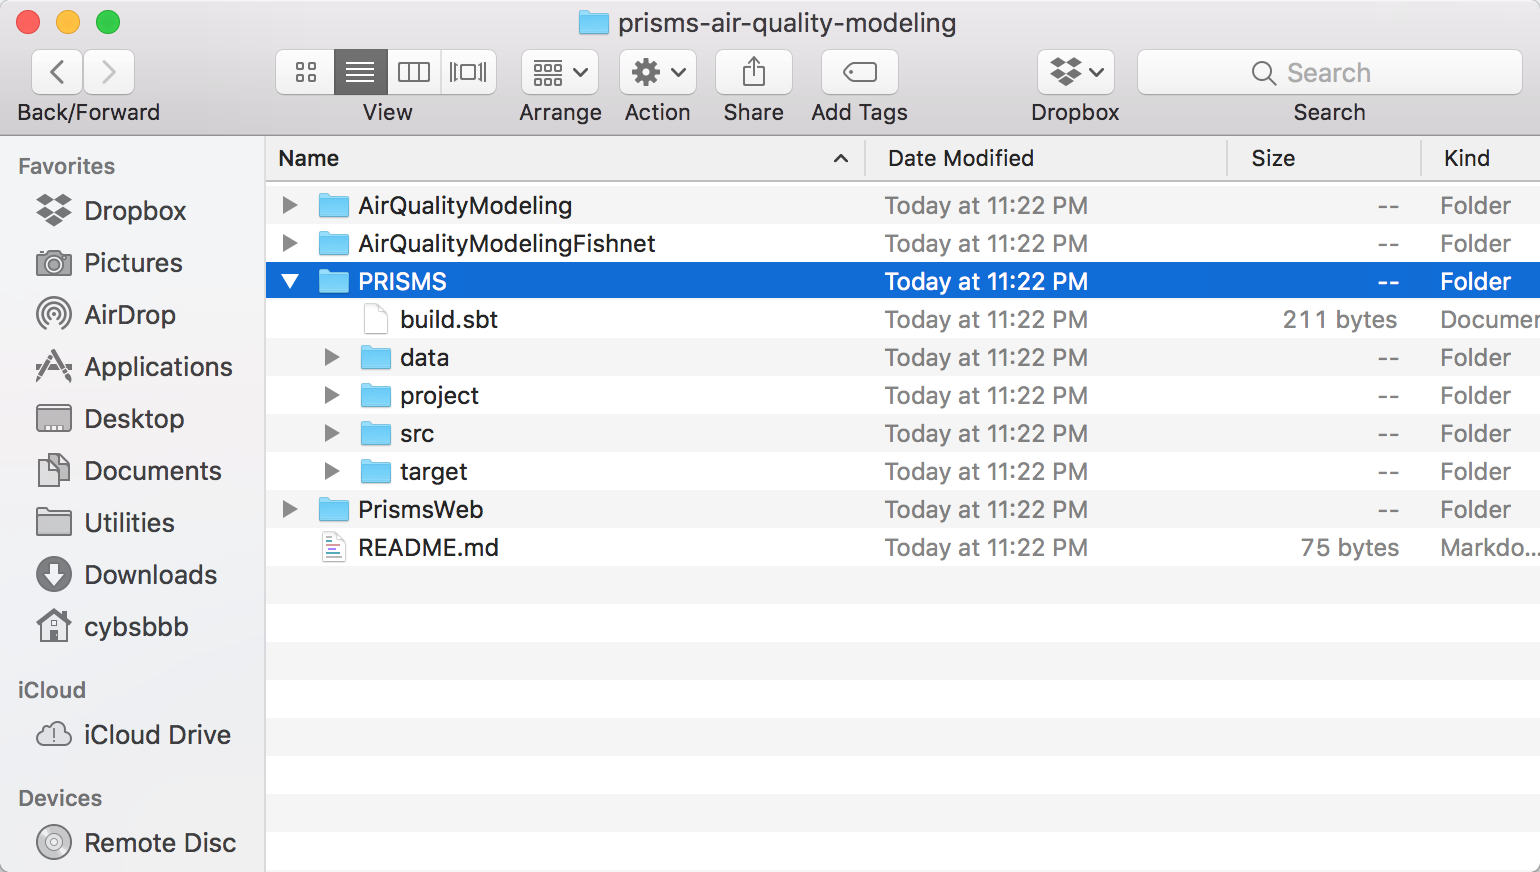 prisms-air-quality-modeling
Search
Back/Forward View Arrange Action Share Add Tags Dropbox Search
Favorites
Dropbox
Pictures
AirDrop
Applications
Desktop
Documents
Utilities
Downloads
cybsbbb
iCloud
iCloud Drive
Devices
Remote Disc
Name Date Modified Size Kind
AirQualityModeling Today at 11:22 PM -- Folder
AirQualityModelingFishnet Today at 11:22 PM -- Folder
PRISMS Today at 11:22 PM -- Folder
build.sbt Today at 11:22 PM 211 bytes Documen
data Today at 11:22 PM -- Folder
project Today at 11:22 PM -- Folder
src Today at 11:22 PM -- Folder
target Today at 11:22 PM -- Folder
PrismsWeb Today at 11:22 PM -- Folder
README.md Today at 11:22 PM 75 bytes Markdo...